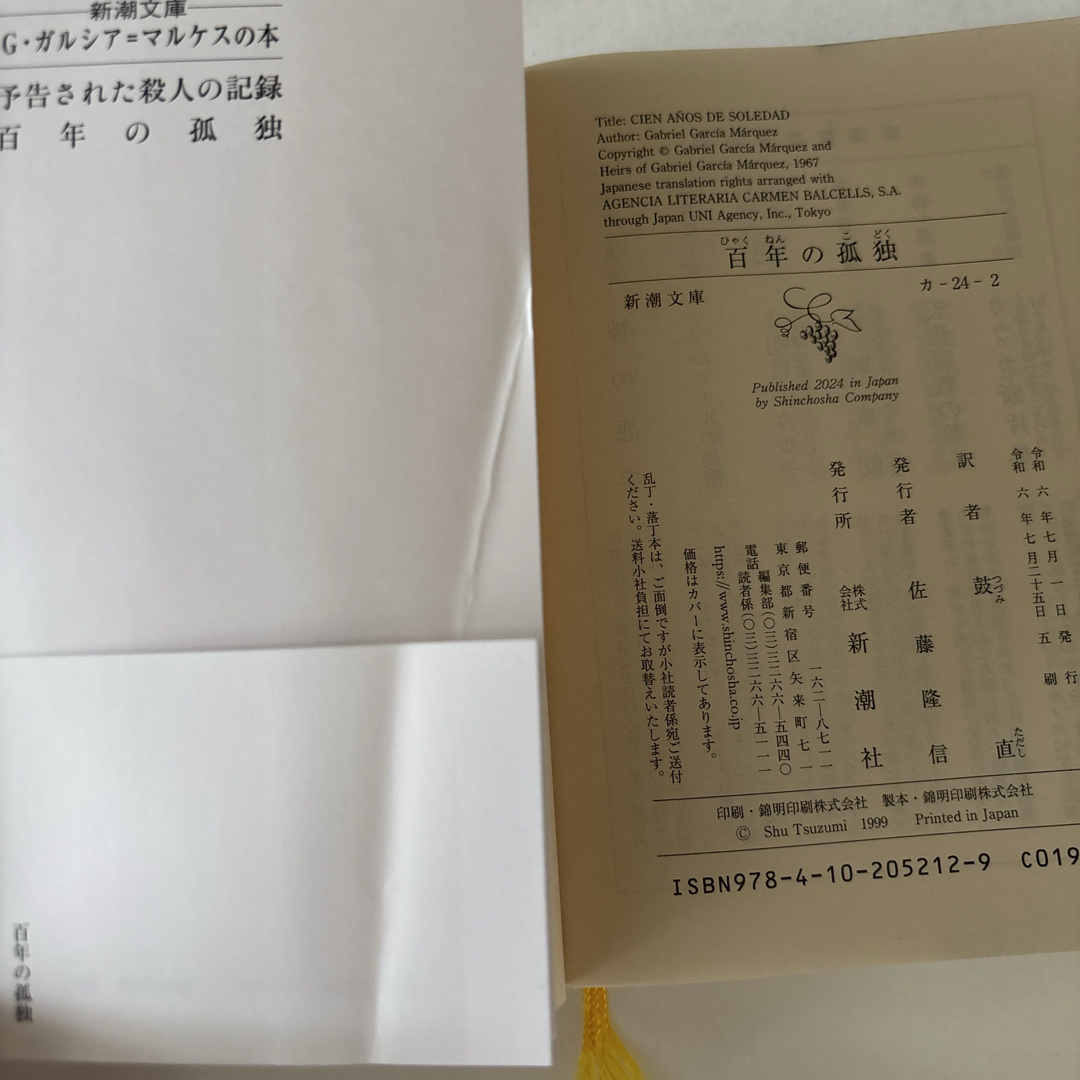 新潮文庫
G・ガルシア=マルケスの本
予告された殺人の記録
百年の孤独
百年の孤独
Title: CIEN AÑOS DE SOLEDAD
Author: Gabriel García Márquez
Copyright © Gabriel García Márquez and
Heirs of Gabriel García Márquez, 1967
Japanese translation rights arranged with
AGENCIA LITERARIA CARMEN BALCELLS, S.A.
through Japan UNI Agency, Inc., Tokyo
ひゃく ねん こ どく
百年の孤独
新潮文庫
カ-24-2
Published 2024 in Japan
by Shinchosha Company
令和六年七月一日発行
令和六年七月二十五日五刷
訳者 鼓 直
つづみ ただし
発行者 佐藤隆信
発行所 株式会社 新潮社
郵便番号 一六二―八七一一
東京都新宿区矢来町七一
電話 編集部(〇三)三二六六―五四四〇
読者係(〇三)三二六六―五一一一
https://www.shinchosha.co.jp
価格はカバーに表示してあります。
乱丁・落丁本は、ご面倒ですが小社読者係宛ご送付
ください。送料小社負担にてお取替えいたします。
印刷・錦明印刷株式会社 製本・錦明印刷株式会社
© Shu Tsuzumi 1999 Printed in Japan
ISBN978-4-10-205212-9 C019